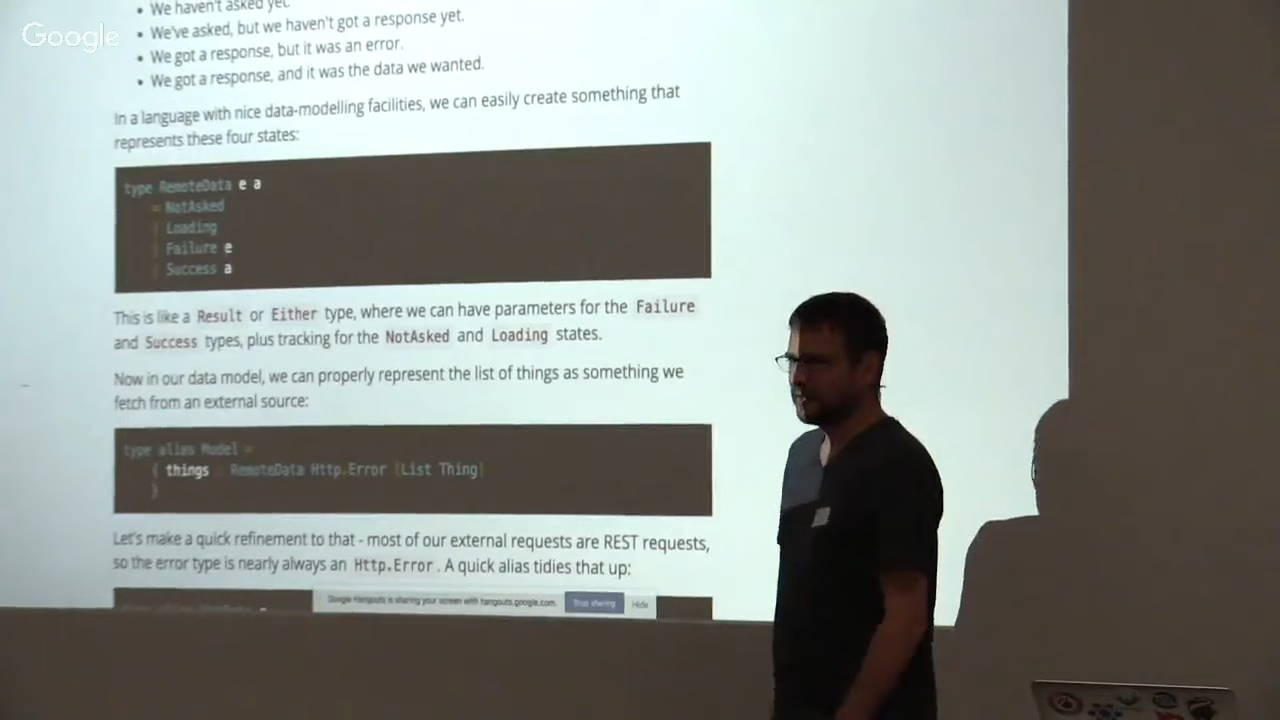 Google
We haven't asked yet.
• We've asked, but we haven't got a response yet.
• We got a response, but it was an error.
• We got a response, and it was the data we wanted.
In a language with nice data-modelling facilities, we can easily create something that
represents these four states:
type RemoteData e a
= NotAsked
| Loading
| Failure e
| Success a
This is like a Result or Either type, where we can have parameters for the Failure
and Success types, plus tracking for the NotAsked and Loading states.
Now in our data model, we can properly represent the list of things as something we
fetch from an external source:
type alias Model =
{ things : RemoteData Http.Error (List Thing)
}
Let's make a quick refinement to that - most of our external requests are REST requests,
so the error type is nearly always an Http.Error. A quick alias tidies that up:
Google Hangouts is sharing your screen with hangouts.google.com. Stop sharing Hide